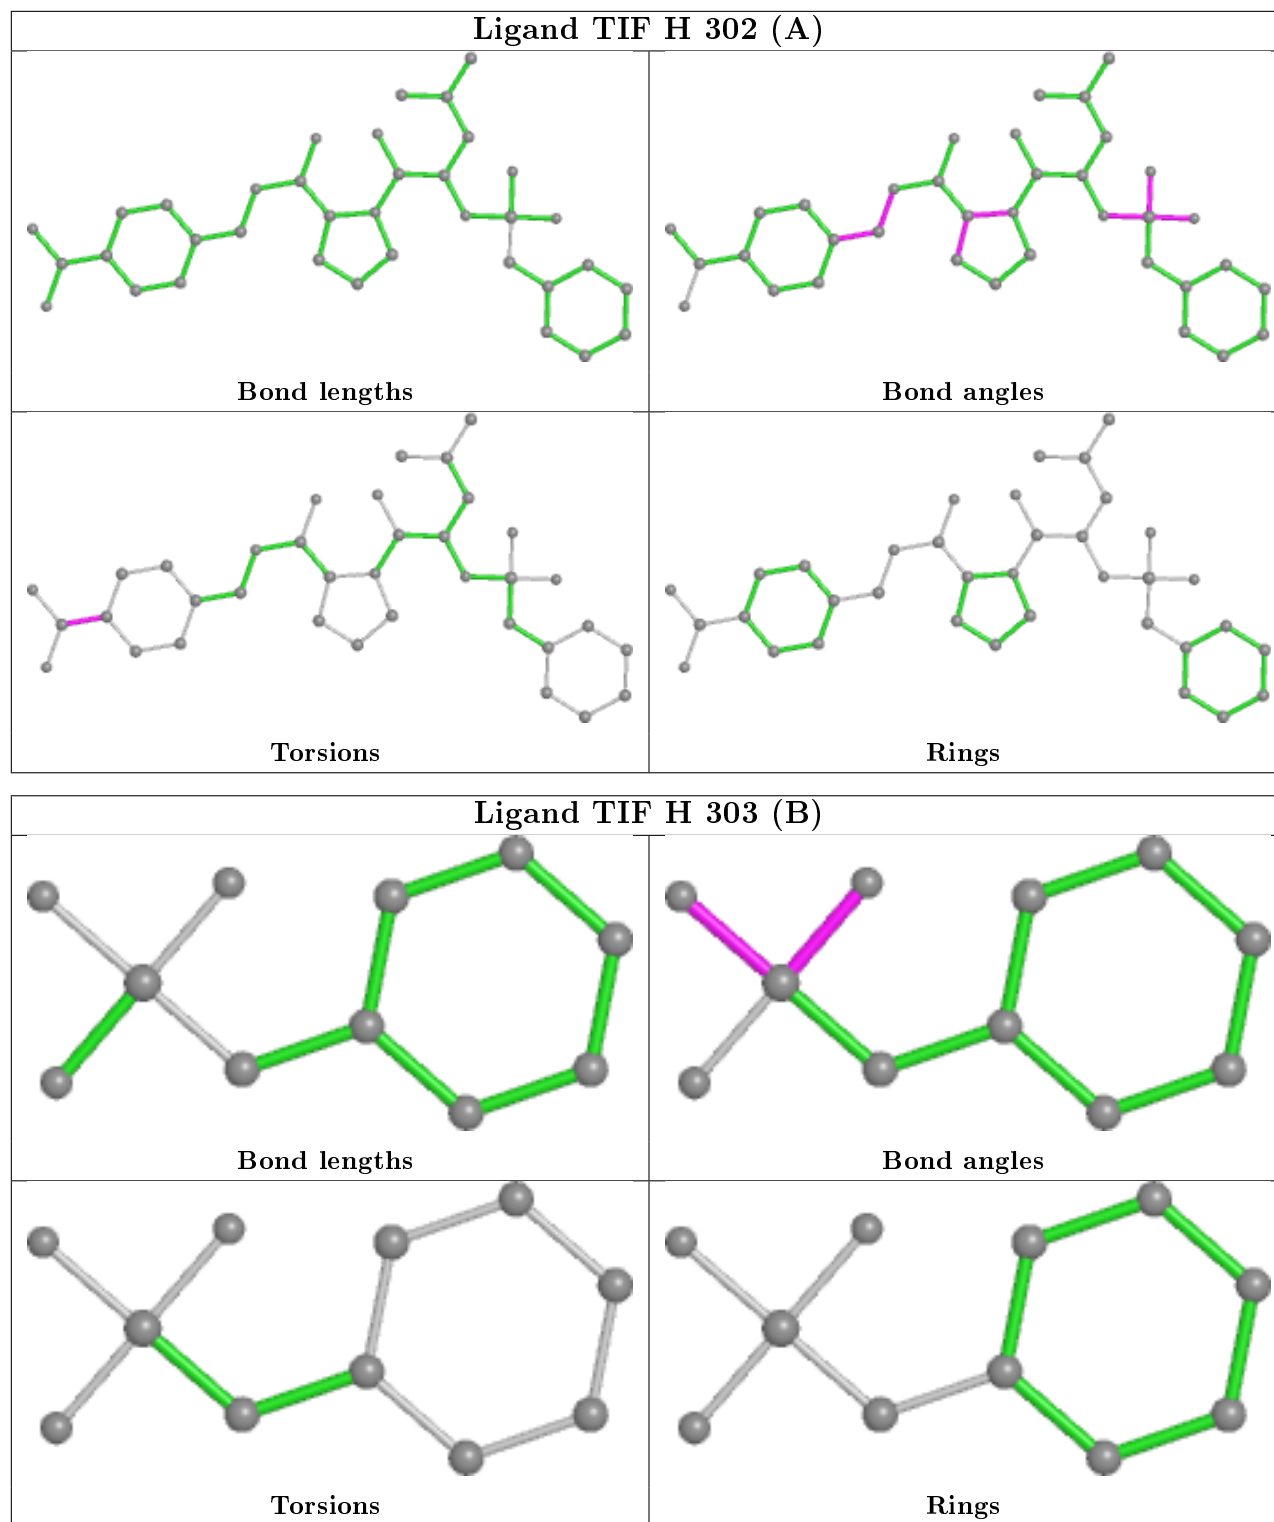 Ligand TIF H 302 (A)
Bond lengths
Bond angles
Torsions
Rings
Ligand TIF H 303 (B)
Bond lengths
Bond angles
Torsions
Rings